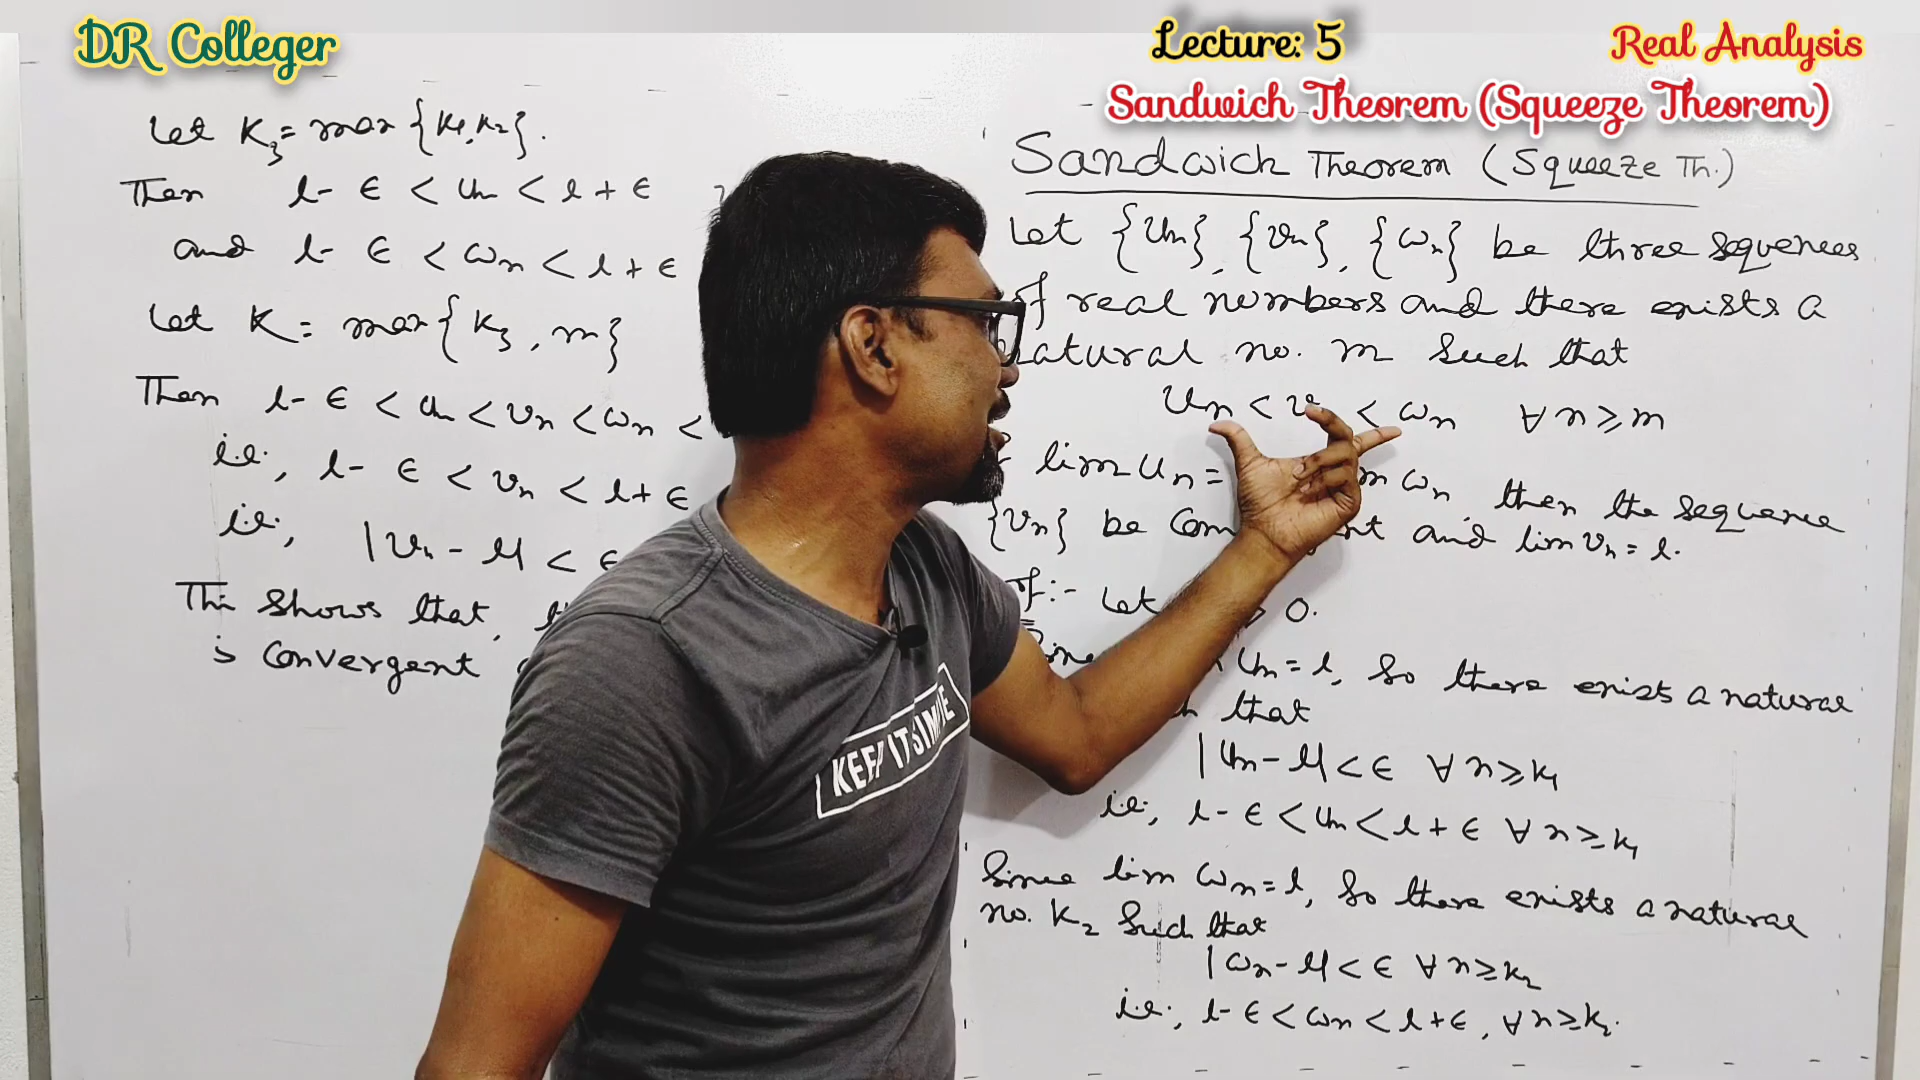 DR Colleger
Lecture: 5
Real Analysis
Sandwich Theorem (Squeeze Theorem)
Let K₃ = max {k₁, k₂}.
Then l - ϵ < uₙ < l + ϵ
and l - ϵ < ωₙ < l + ϵ
Let K = max {K₃, m}
Then l - ϵ < uₙ < vₙ < ωₙ <
i.e., l - ϵ < vₙ < l + ϵ
i.e., |vₙ - l| < ϵ
This shows that,
is convergent
Sandwich Theorem (Squeeze Th.)
Let {uₙ}, {vₙ}, {ωₙ} be three sequences
of real numbers and there exists a
natural no. m such that
uₙ < v < ωₙ ∀ n ≥ m
lim uₙ = ωₙ then the sequence
{vₙ} be and lim vₙ = l.
Let > 0.
uₙ = l, so there exists a natural
that
|uₙ - l| < ϵ ∀ n ≥ k₁
i.e., l - ϵ < uₙ < l + ϵ ∀ n ≥ k₁
Since lim ωₙ = l, so there exists a natural
no. k₂ such that
|ωₙ - l| < ϵ ∀ n ≥ k₂
i.e., l - ϵ < ωₙ < l + ϵ, ∀ n ≥ k₂.
KEEP IT SIMPLE